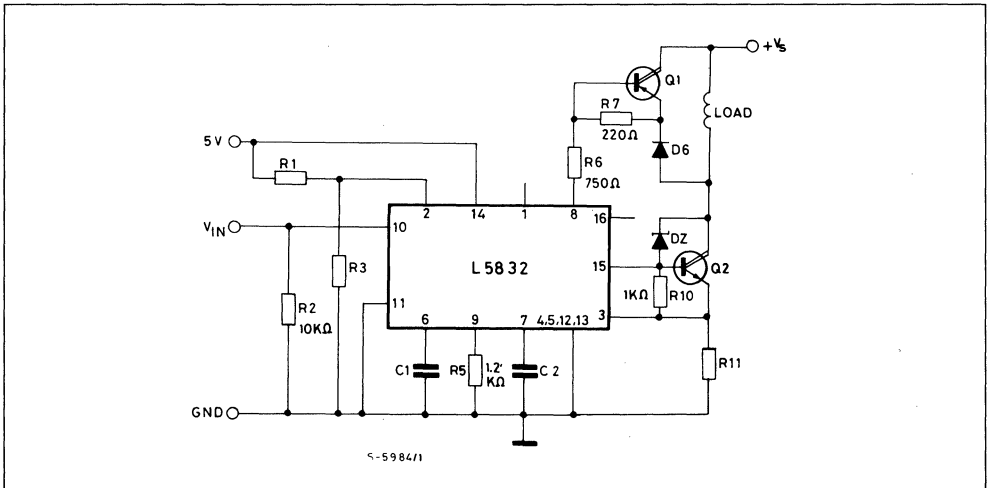 +Vs
Q1
R7
220Ω
LOAD
5V
D6
R1
R6
750Ω
2
14
1
8
16
VIN
10
DZ
L5832
15
Q2
R3
1KΩ
R10
11
R2
10KΩ
3
6
9
7
4,5,12,13
C1
R5
1.2'
KΩ
C2
R11
GND
S-5984/1